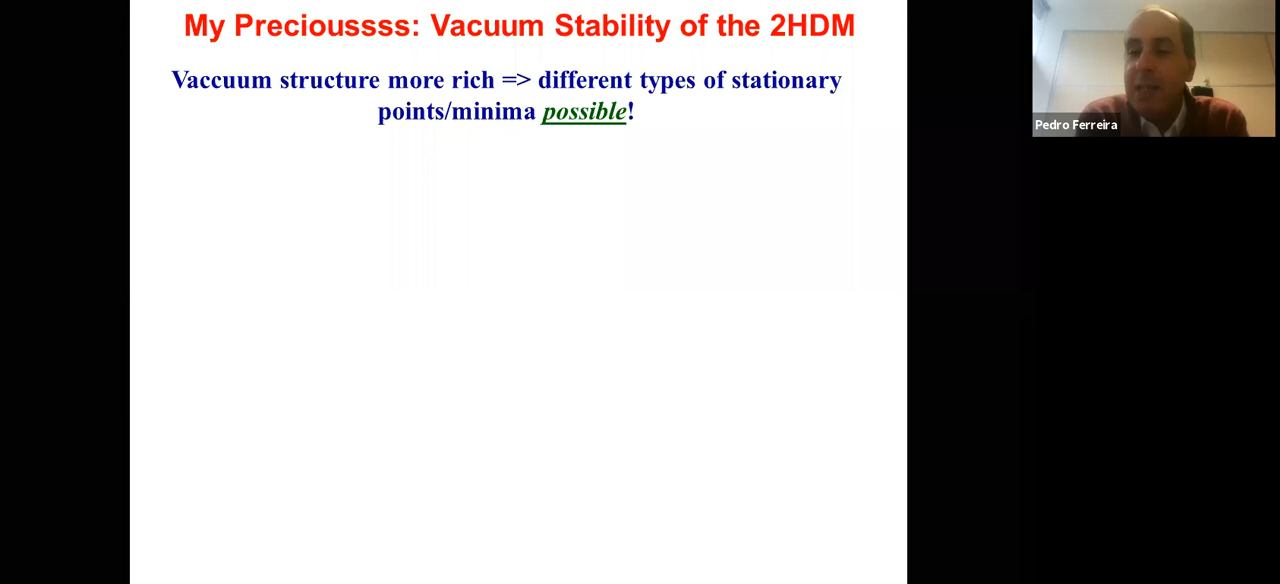 My Precioussss: Vacuum Stability of the 2HDM
Vaccuum structure more rich => different types of stationary
points/minima possible!
Pedro Ferreira